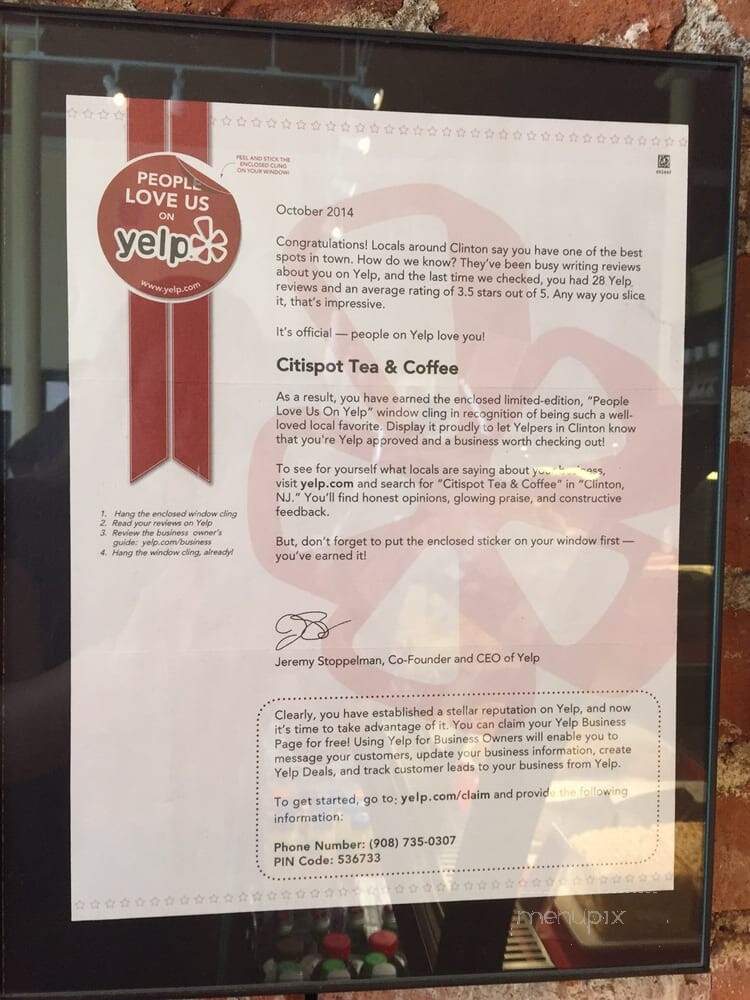 PEOPLE
LOVE US
ON
yelp
www.yelp.com
PEEL AND STICK THE
ENCLOSED CLING
ON YOUR WINDOW!
October 2014
Congratulations! Locals around Clinton say you have one of the best
spots in town. How do we know? They've been busy writing reviews
about you on Yelp, and the last time we checked, you had 28 Yelp
reviews and an average rating of 3.5 stars out of 5. Any way you slice
it, that's impressive.
It's official — people on Yelp love you!
Citispot Tea & Coffee
As a result, you have earned the enclosed limited-edition, "People
Love Us On Yelp" window cling in recognition of being such a well-
loved local favorite. Display it proudly to let Yelpers in Clinton know
that you're Yelp approved and a business worth checking out!
To see for yourself what locals are saying about your business,
visit yelp.com and search for "Citispot Tea & Coffee" in "Clinton,
NJ." You'll find honest opinions, glowing praise, and constructive
feedback.
But, don't forget to put the enclosed sticker on your window first —
you've earned it!
1. Hang the enclosed window cling
2. Read your reviews on Yelp
3. Review the business owner's
guide: yelp.com/business
4. Hang the window cling, already!
Jeremy Stoppelman, Co-Founder and CEO of Yelp
Clearly, you have established a stellar reputation on Yelp, and now
it's time to take advantage of it. You can claim your Yelp Business
Page for free! Using Yelp for Business Owners will enable you to
message your customers, update your business information, create
Yelp Deals, and track customer leads to your business from Yelp.
To get started, go to: yelp.com/claim and provide the following
information:
Phone Number: (908) 735-0307
PIN Code: 536733
menupix